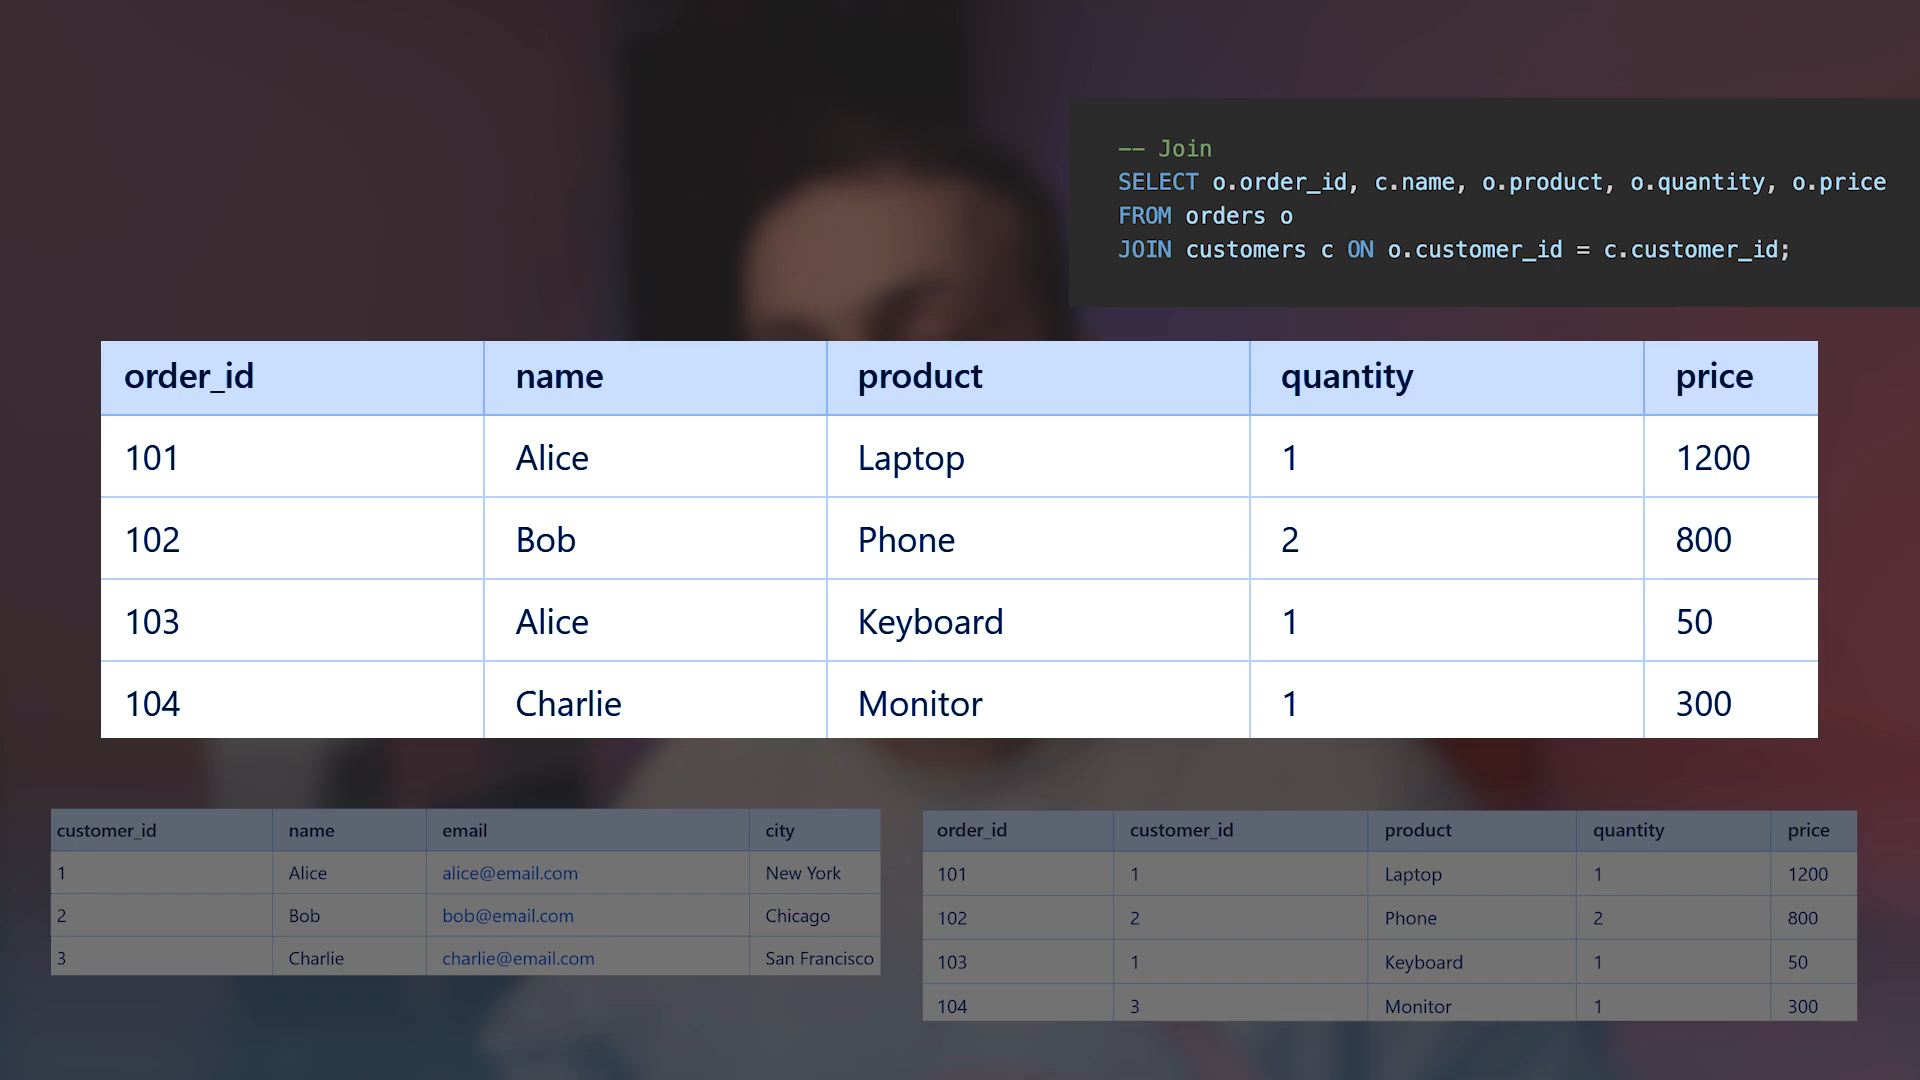 -- Join
SELECT o.order_id, c.name, o.product, o.quantity, o.price
FROM orders o
JOIN customers c ON o.customer_id = c.customer_id;
order_id name product quantity price
101 Alice Laptop 1 1200
102 Bob Phone 2 800
103 Alice Keyboard 1 50
104 Charlie Monitor 1 300
customer_id name email city
1 Alice alice@email.com New York
2 Bob bob@email.com Chicago
3 Charlie charlie@email.com San Francisco
order_id customer_id product quantity price
101 1 Laptop 1 1200
102 2 Phone 2 800
103 1 Keyboard 1 50
104 3 Monitor 1 300